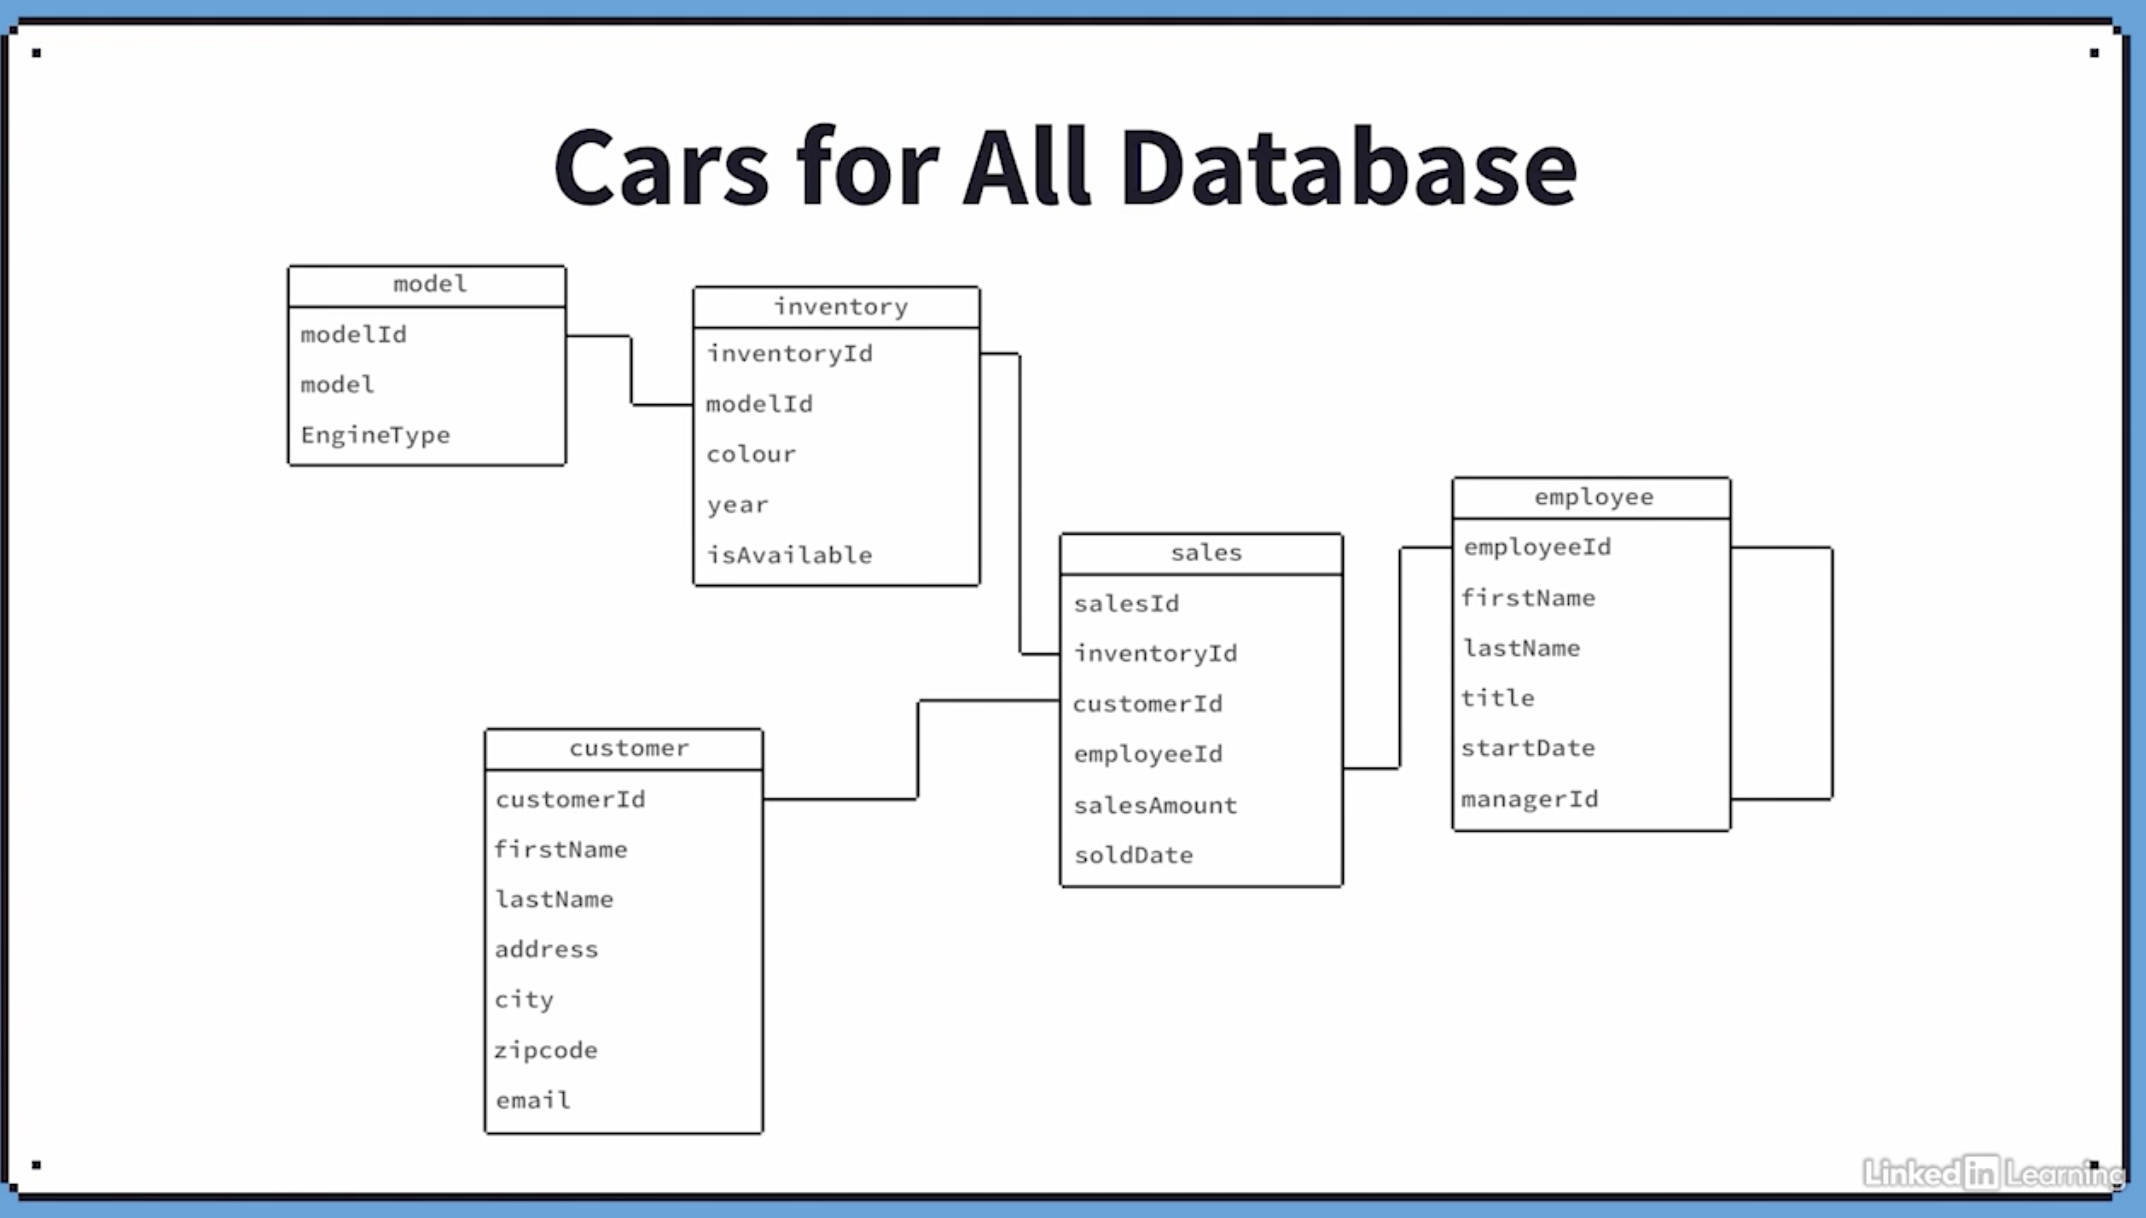 Cars for All Database
model
modelId
model
EngineType
inventory
inventoryId
modelId
colour
year
isAvailable
sales
salesId
inventoryId
customerId
employeeId
salesAmount
soldDate
employee
employeeId
firstName
lastName
title
startDate
managerId
customer
customerId
firstName
lastName
address
city
zipcode
email
Linked in Learning